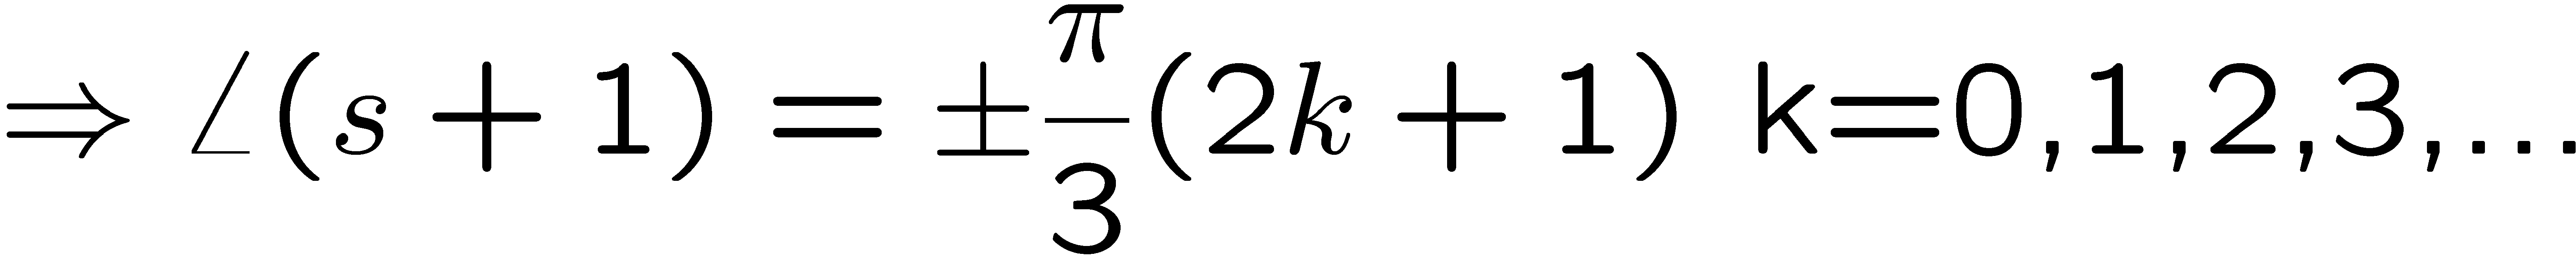 ⇒ ∠(s + 1) = ±π/3(2k + 1) k=0,1,2,3,...